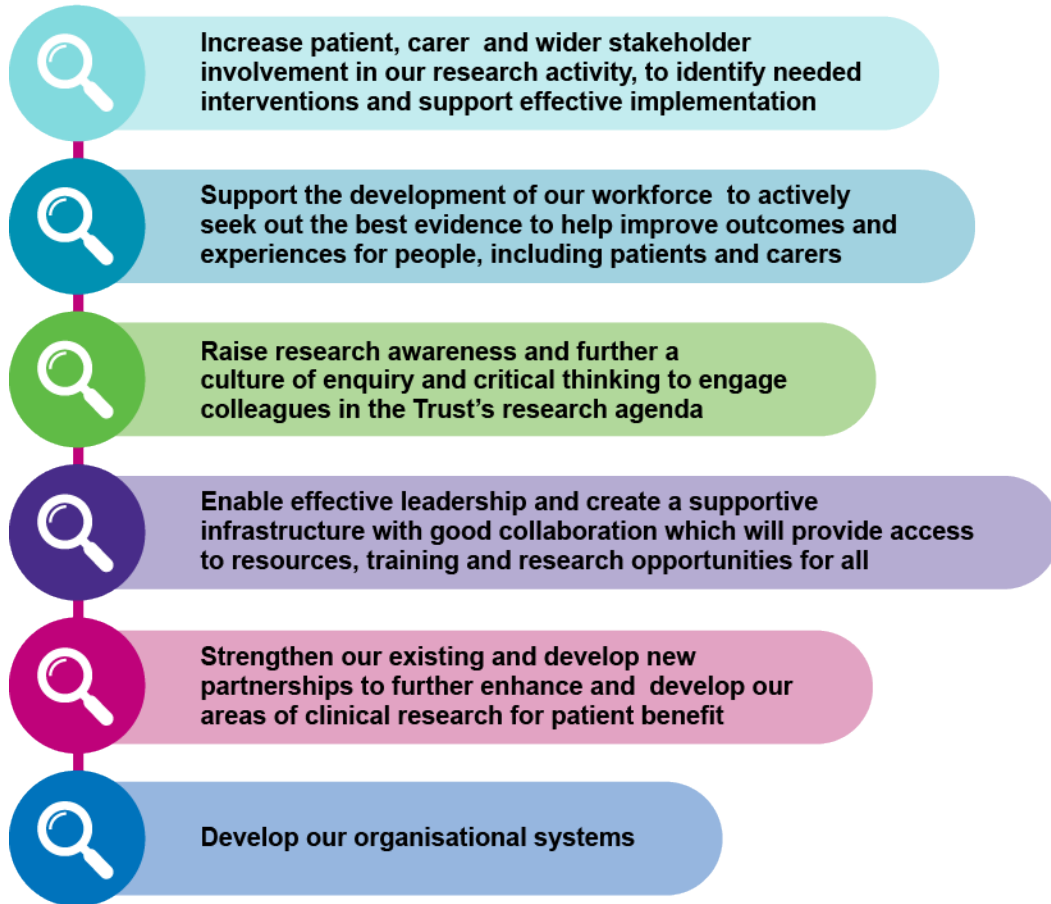 Increase patient, carer  and wider stakeholder
involvement in our research activity, to identify needed
interventions and support effective implementation
Support the development of our workforce  to actively
seek out the best evidence to help improve outcomes and
experiences for people, including patients and carers
Raise research awareness and further a
culture of enquiry and critical thinking to engage
colleagues in the Trust’s research agenda
Enable effective leadership and create a supportive
infrastructure with good collaboration which will provide access
to resources, training and research opportunities for all
Strengthen our existing and develop new
partnerships to further enhance and  develop our
areas of clinical research for patient benefit
Develop our organisational systems